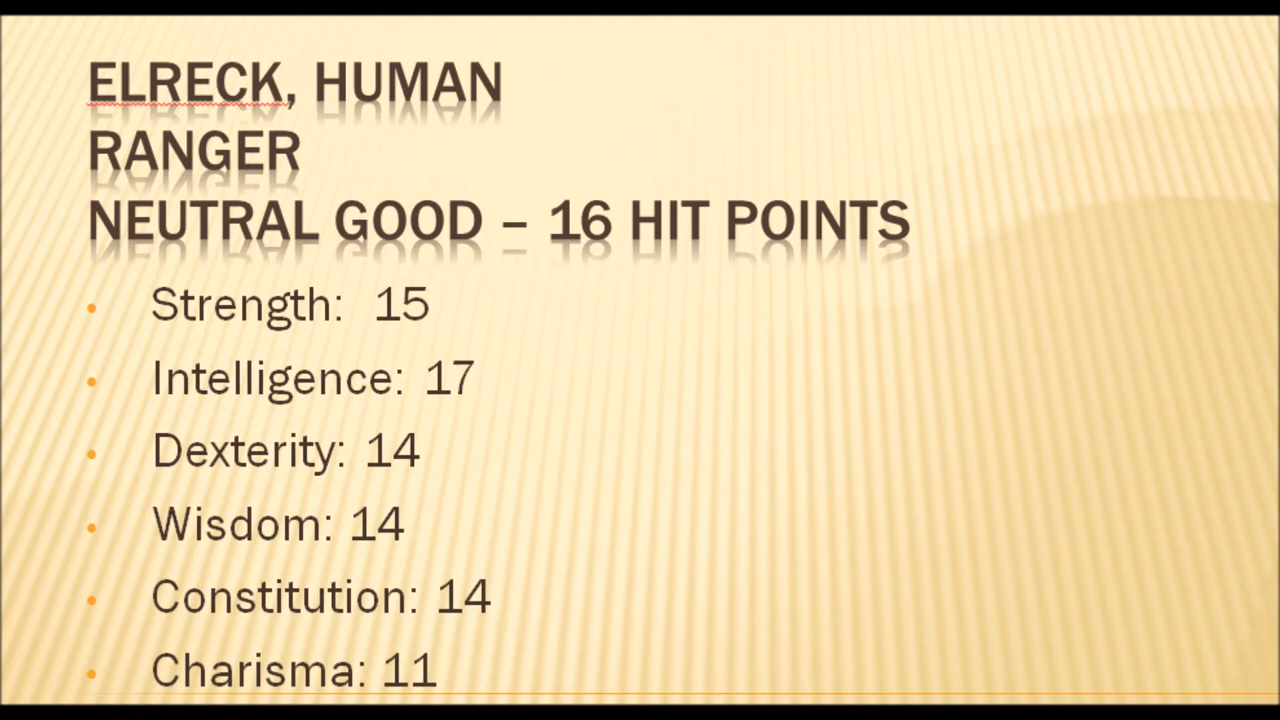 ELRECK, HUMAN
RANGER
NEUTRAL GOOD – 16 HIT POINTS
• Strength:  15
• Intelligence: 17
• Dexterity: 14
• Wisdom: 14
• Constitution: 14
• Charisma: 11